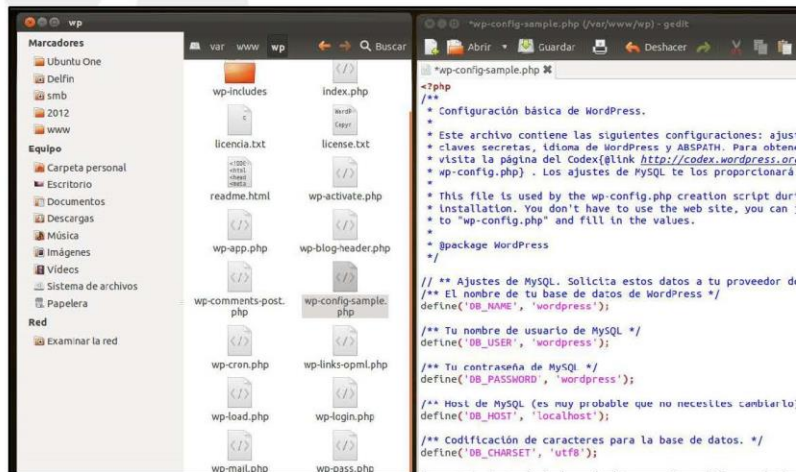 wp
Marcadores
Ubuntu One
Delfin
smb
2012
www
Equipo
Carpeta personal
Escritorio
Documentos
Descargas
Música
Imágenes
Vídeos
Sistema de archivos
Papelera
Red
Examinar la red
var www wp Buscar
wp-includes index.php
licencia.txt license.txt
readme.html wp-activate.php
wp-app.php wp-blog-header.php
wp-comments-post.php wp-config-sample.php
wp-cron.php wp-links-opml.php
wp-load.php wp-login.php
wp-mail.php wp-pass.php
*wp-config-sample.php (/var/www/wp) - gedit
Abrir Guardar Deshacer
*wp-config-sample.php
<?php
/**
* Configuración básica de WordPress.
*
* Este archivo contiene las siguientes configuraciones: ajust
* claves secretas, idioma de WordPress y ABSPATH. Para obtene
* visita la página del Codex{@link http://codex.wordpress.org
* wp-config.php} . Los ajustes de MySQL te los proporcionará
*
* This file is used by the wp-config.php creation script duri
* installation. You don't have to use the web site, you can j
* to "wp-config.php" and fill in the values.
*
* @package WordPress
*/
// ** Ajustes de MySQL. Solicita estos datos a tu proveedor de
/** El nombre de tu base de datos de WordPress */
define('DB_NAME', 'wordpress');
/** Tu nombre de usuario de MySQL */
define('DB_USER', 'wordpress');
/** Tu contraseña de MySQL */
define('DB_PASSWORD', 'wordpress');
/** Host de MySQL (es muy probable que no necesites cambiarlo)
define('DB_HOST', 'localhost');
/** Codificación de caracteres para la base de datos. */
define('DB_CHARSET', 'utf8');